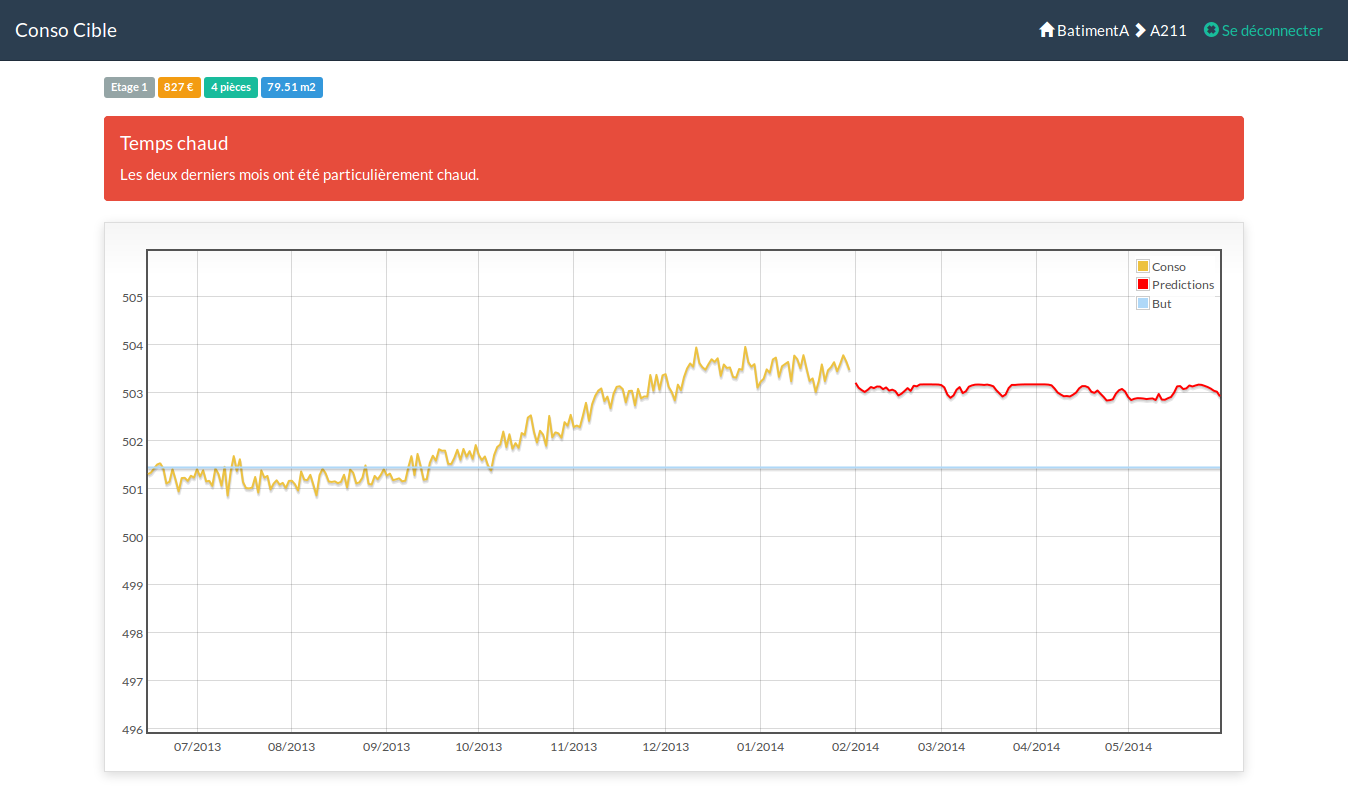 Conso Cible
BatimentA A211 Se déconnecter
Etage 1 827 € 4 pièces 79.51 m2
Temps chaud
Les deux derniers mois ont été particulièrement chaud.
Conso
Predictions
But
505
504
503
502
501
500
499
498
497
496
07/2013 08/2013 09/2013 10/2013 11/2013 12/2013 01/2014 02/2014 03/2014 04/2014 05/2014